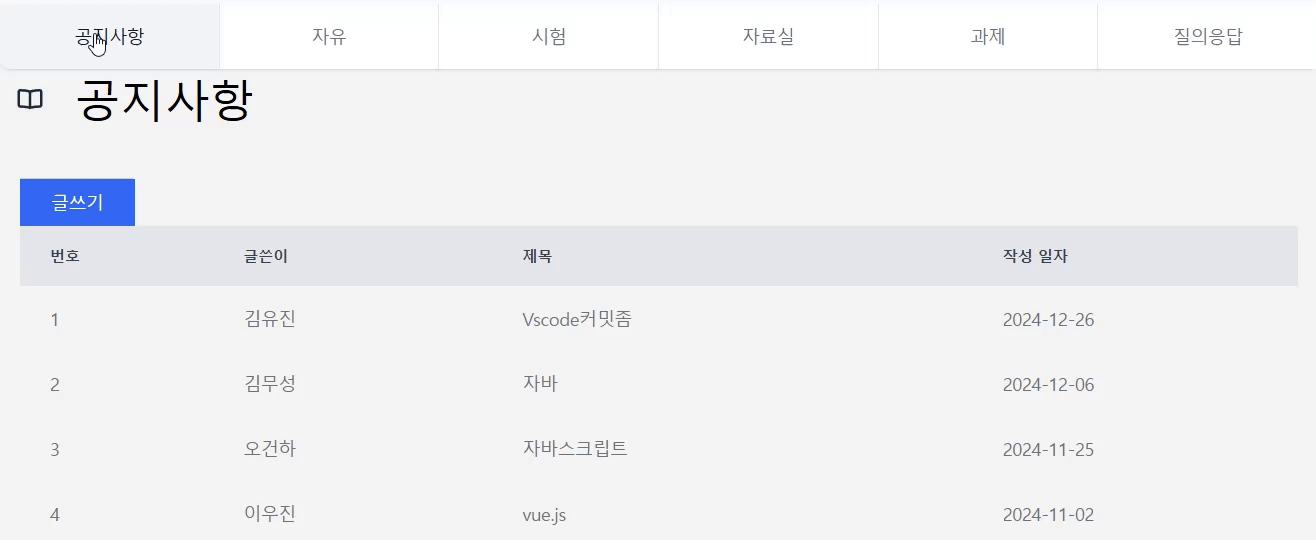 공지사항 자유 시험 자료실 과제 질의응답
공지사항
글쓰기
번호 글쓴이 제목 작성 일자
1 김유진 Vscode커밋좀 2024-12-26
2 김무성 자바 2024-12-06
3 오건하 자바스크립트 2024-11-25
4 이우진 vue.js 2024-11-02